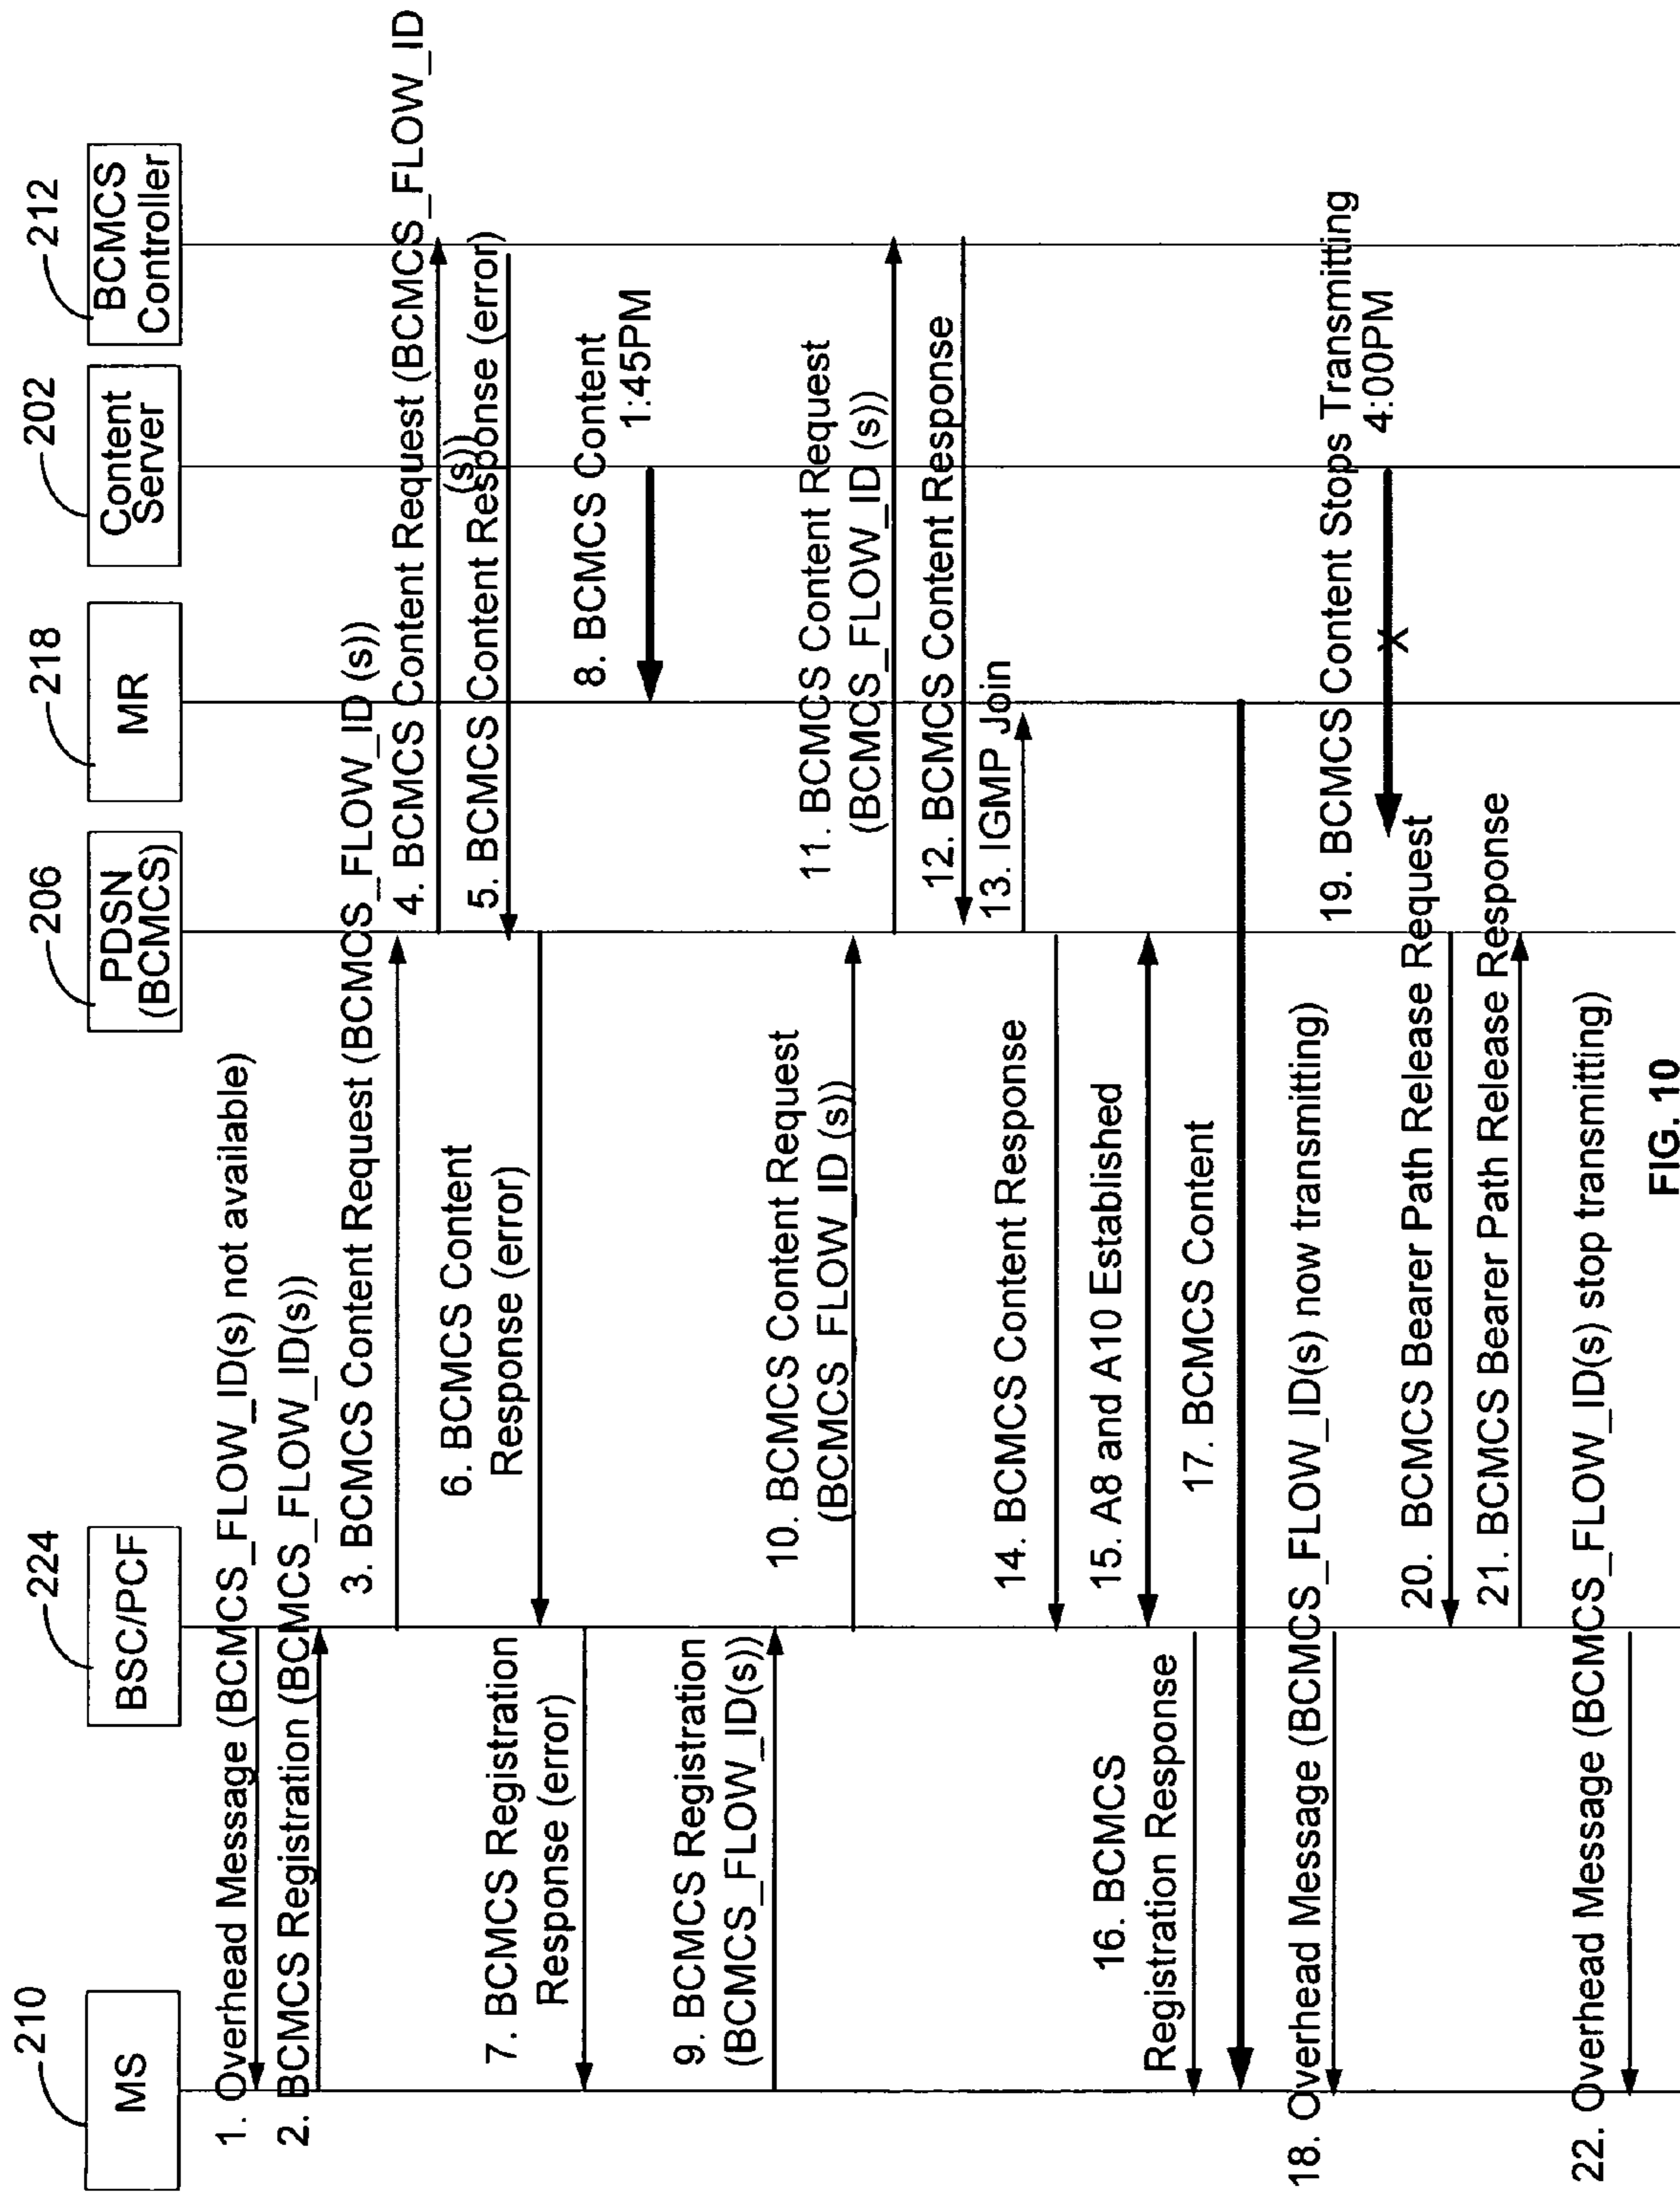 210
224
206
218
202
212
MS
BSC/PCF
PDSN
(BCMCS)
MR
Content
Server
BCMCS
Controller
1. Overhead Message (BCMCS_FLOW_ID(s) not available)
2. BCMCS Registration (BCMCS_FLOW_ID(s))
3. BCMCS Content Request (BCMCS_FLOW_ID (s))
4. BCMCS Content Request (BCMCS_FLOW_ID
(s))
5. BCMCS Content Response (error)
6. BCMCS Content
Response (error)
7. BCMCS Registration
Response (error)
8. BCMCS Content
1:45PM
9. BCMCS Registration
(BCMCS_FLOW_ID(s))
10. BCMCS Content Request
(BCMCS_FLOW_ID (s))
11. BCMCS Content Request
(BCMCS_FLOW_ID (s))
12. BCMCS Content Response
13. IGMP Join
14. BCMCS Content Response
15. A8 and A10 Established
16. BCMCS
Registration Response
17. BCMCS Content
18. Overhead Message (BCMCS_FLOW_ID(s) now transmitting)
19. BCMCS Content Stops Transmitting
4:00PM
X
20. BCMCS Bearer Path Release Request
21. BCMCS Bearer Path Release Response
22. Overhead Message (BCMCS_FLOW_ID(s) stop transmitting)
FIG. 10